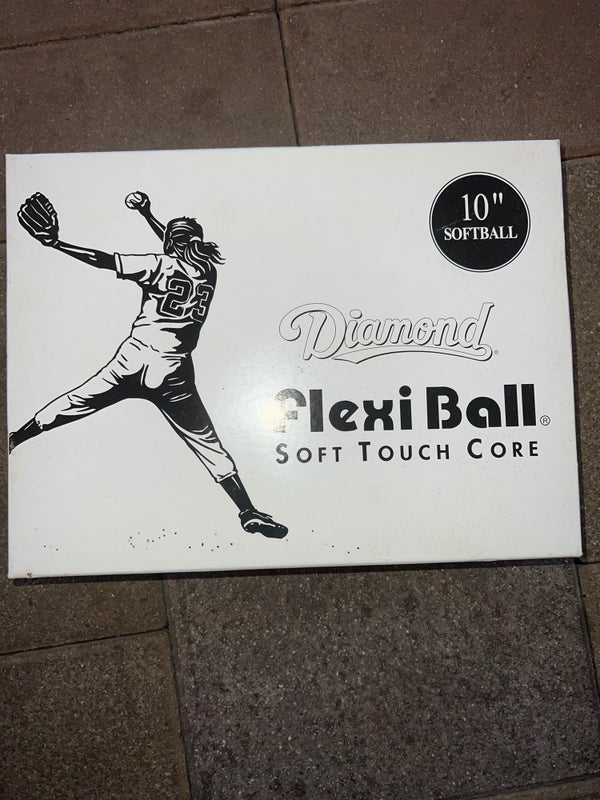 10"
SOFTBALL
23
Diamond®
Flexi Ball®
SOFT TOUCH CORE